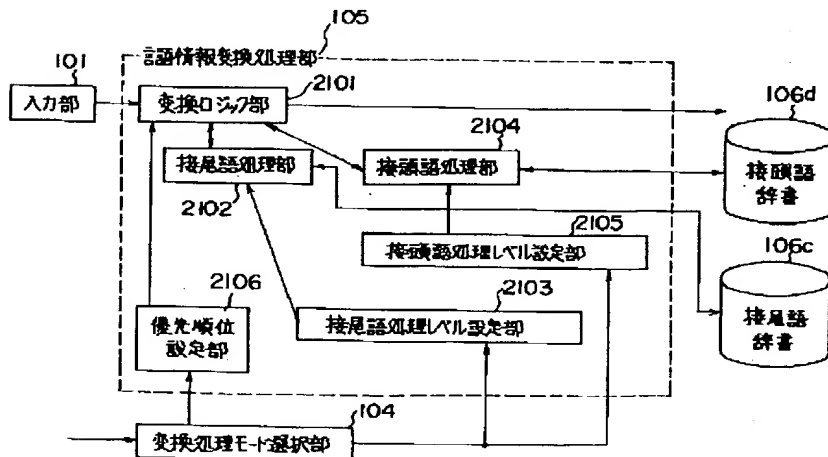 105
言語情報変換処理部
101
入力部
2101
変換ロジック部
106d
接頭語
辞書
2104
接尾語処理部
接頭語処理部
2102
2105
接頭語処理レベル設定部
106c
接尾語
辞書
2106
優先順位
設定部
2103
接尾語処理レベル設定部
104
変換処理モード選択部